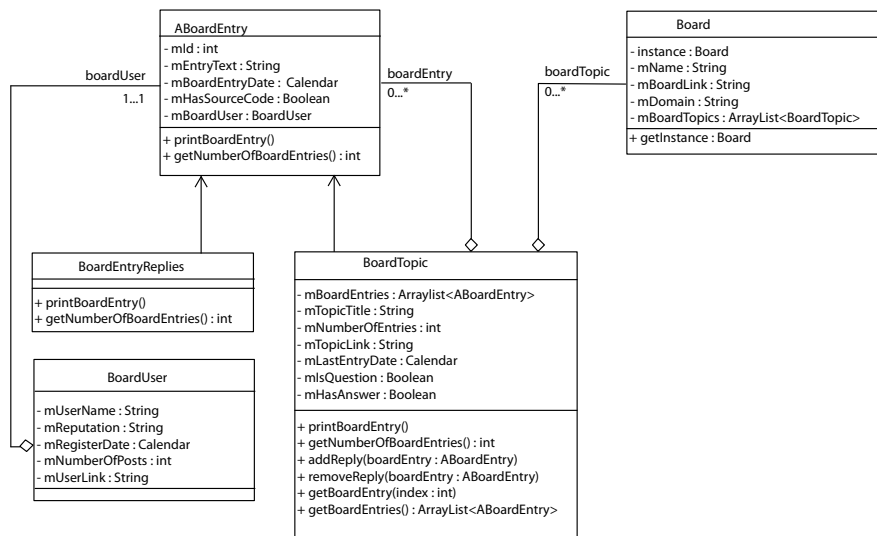 ABoardEntry
- mId : int
- mEntryText : String
- mBoardEntryDate : Calendar
- mHasSourceCode : Boolean
- mBoardUser : BoardUser
+ printBoardEntry()
+ getNumberOfBoardEntries() : int
Board
- instance : Board
- mName : String
- mBoardLink : String
- mDomain : String
- mBoardTopics : ArrayList<BoardTopic>
+ getInstance : Board
boardUser
1...1
boardEntry
0...*
boardTopic
0...*
BoardEntryReplies
+ printBoardEntry()
+ getNumberOfBoardEntries() : int
BoardTopic
- mBoardEntries : Arraylist<ABoardEntry>
- mTopicTitle : String
- mNumberOfEntries : int
- mTopicLink : String
- mLastEntryDate : Calendar
- mIsQuestion : Boolean
- mHasAnswer : Boolean
+ printBoardEntry()
+ getNumberOfBoardEntries() : int
+ addReply(boardEntry : ABoardEntry)
+ removeReply(boardEntry : ABoardEntry)
+ getBoardEntry(index : int)
+ getBoardEntries() : ArrayList<ABoardEntry>
BoardUser
- mUserName : String
- mReputation : String
- mRegisterDate : Calendar
- mNumberOfPosts : int
- mUserLink : String